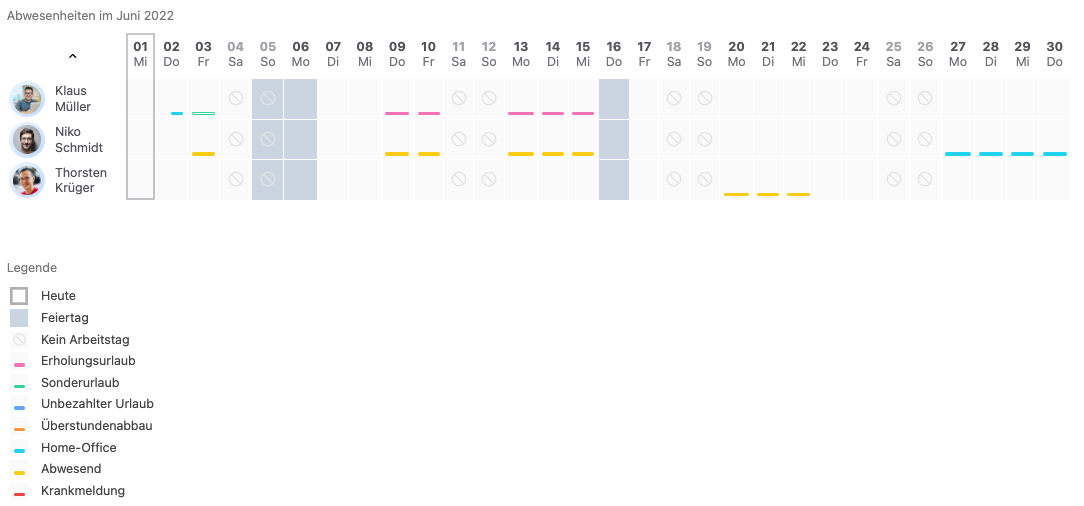 Abwesenheiten im Juni 2022
01 02 03 04 05 06 07 08 09 10 11 12 13 14 15 16 17 18 19 20 21 22 23 24 25 26 27 28 29 30
Mi Do Fr Sa So Mo Di Mi Do Fr Sa So Mo Di Mi Do Fr Sa So Mo Di Mi Do Fr Sa So Mo Di Mi Do
Klaus
Müller
Niko
Schmidt
Thorsten
Krüger
Legende
Heute
Feiertag
Kein Arbeitstag
Erholungsurlaub
Sonderurlaub
Unbezahlter Urlaub
Überstundenabbau
Home-Office
Abwesend
Krankmeldung